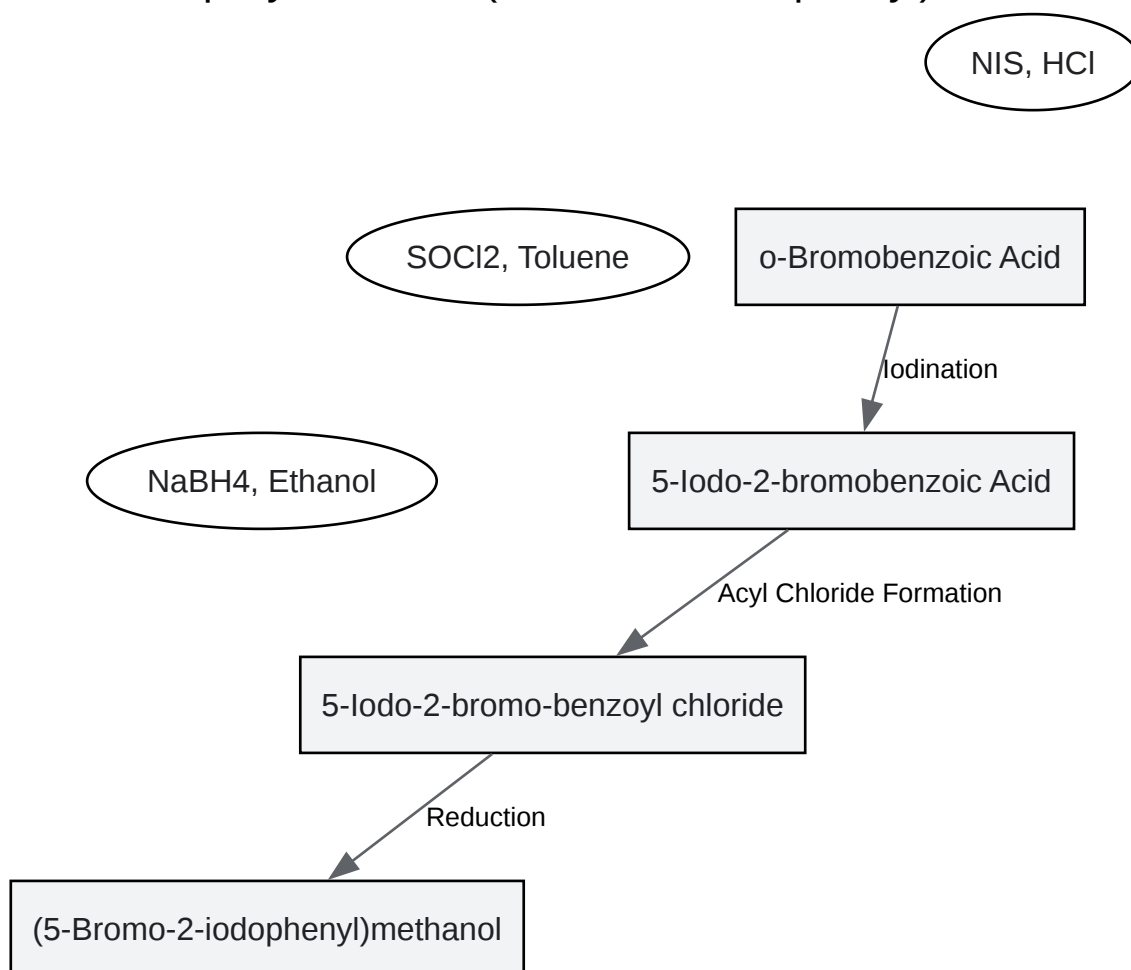 NIS, HCl
SOCl2, Toluene
o-Bromobenzoic Acid
Iodination
NaBH4, Ethanol
5-Iodo-2-bromobenzoic Acid
Acyl Chloride Formation
5-Iodo-2-bromo-benzoyl chloride
Reduction
(5-Bromo-2-iodophenyl)methanol